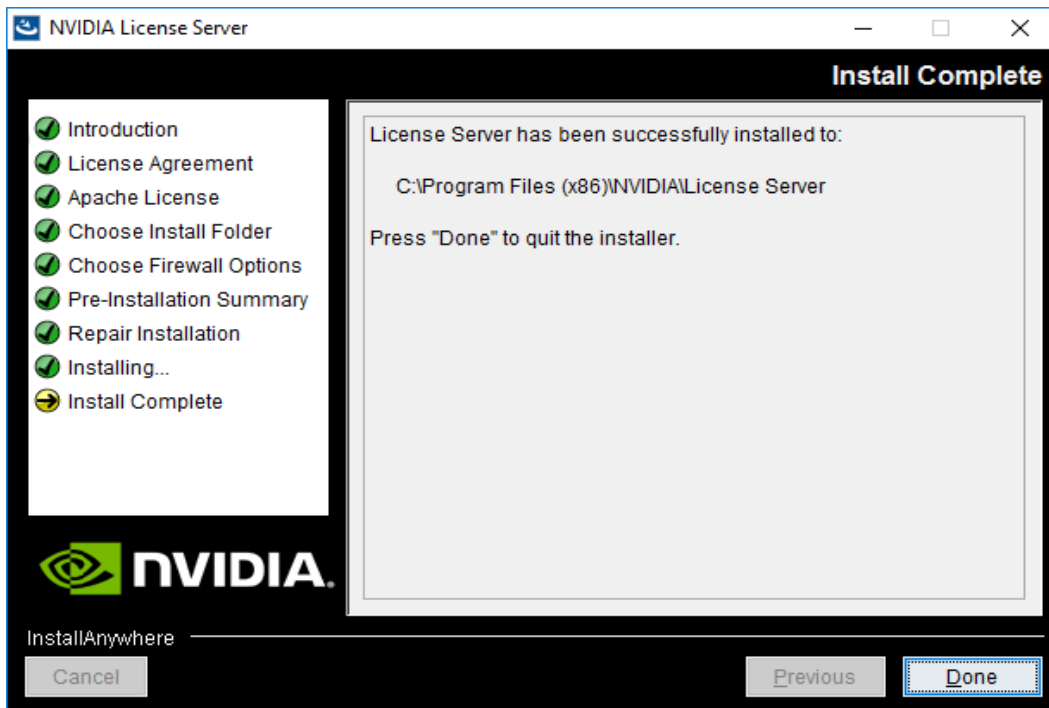 NVIDIA License Server
Install Complete
Introduction
License Agreement
Apache License
Choose Install Folder
Choose Firewall Options
Pre-Installation Summary
Repair Installation
Installing...
Install Complete
License Server has been successfully installed to:
C:\Program Files (x86)\NVIDIA\License Server
Press "Done" to quit the installer.
NVIDIA.
InstallAnywhere
Cancel
Previous
Done